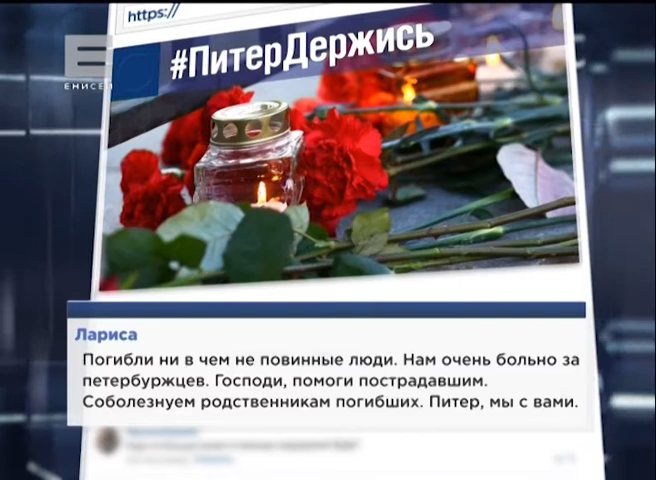 https://
#ПитерДержись
ЕНИСЕЙ
Лариса
Погибли ни в чем не повинные люди. Нам очень больно за
петербуржцев. Господи, помоги пострадавшим.
Соболезнуем родственникам погибших. Питер, мы с вами.